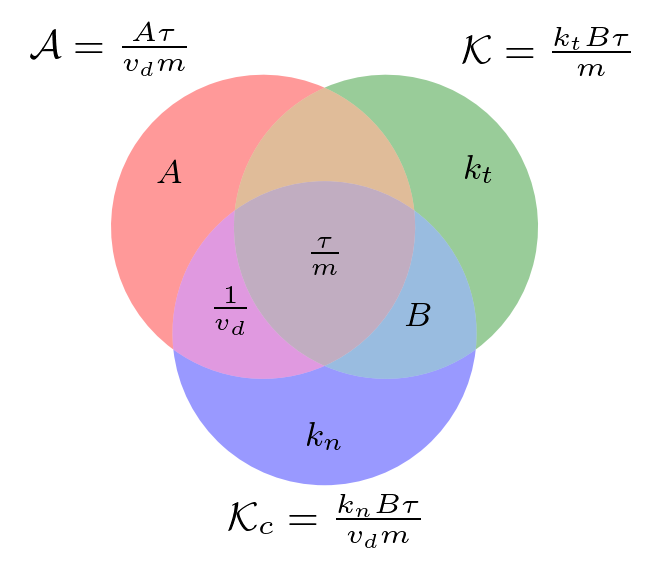 $\mathcal{A} = \frac{A\tau}{v_d m}$
$\mathcal{K} = \frac{k_t B\tau}{m}$
$A$
$k_t$
$\frac{\tau}{m}$
$\frac{1}{v_d}$
$B$
$k_n$
$\mathcal{K}_c = \frac{k_n B\tau}{v_d m}$